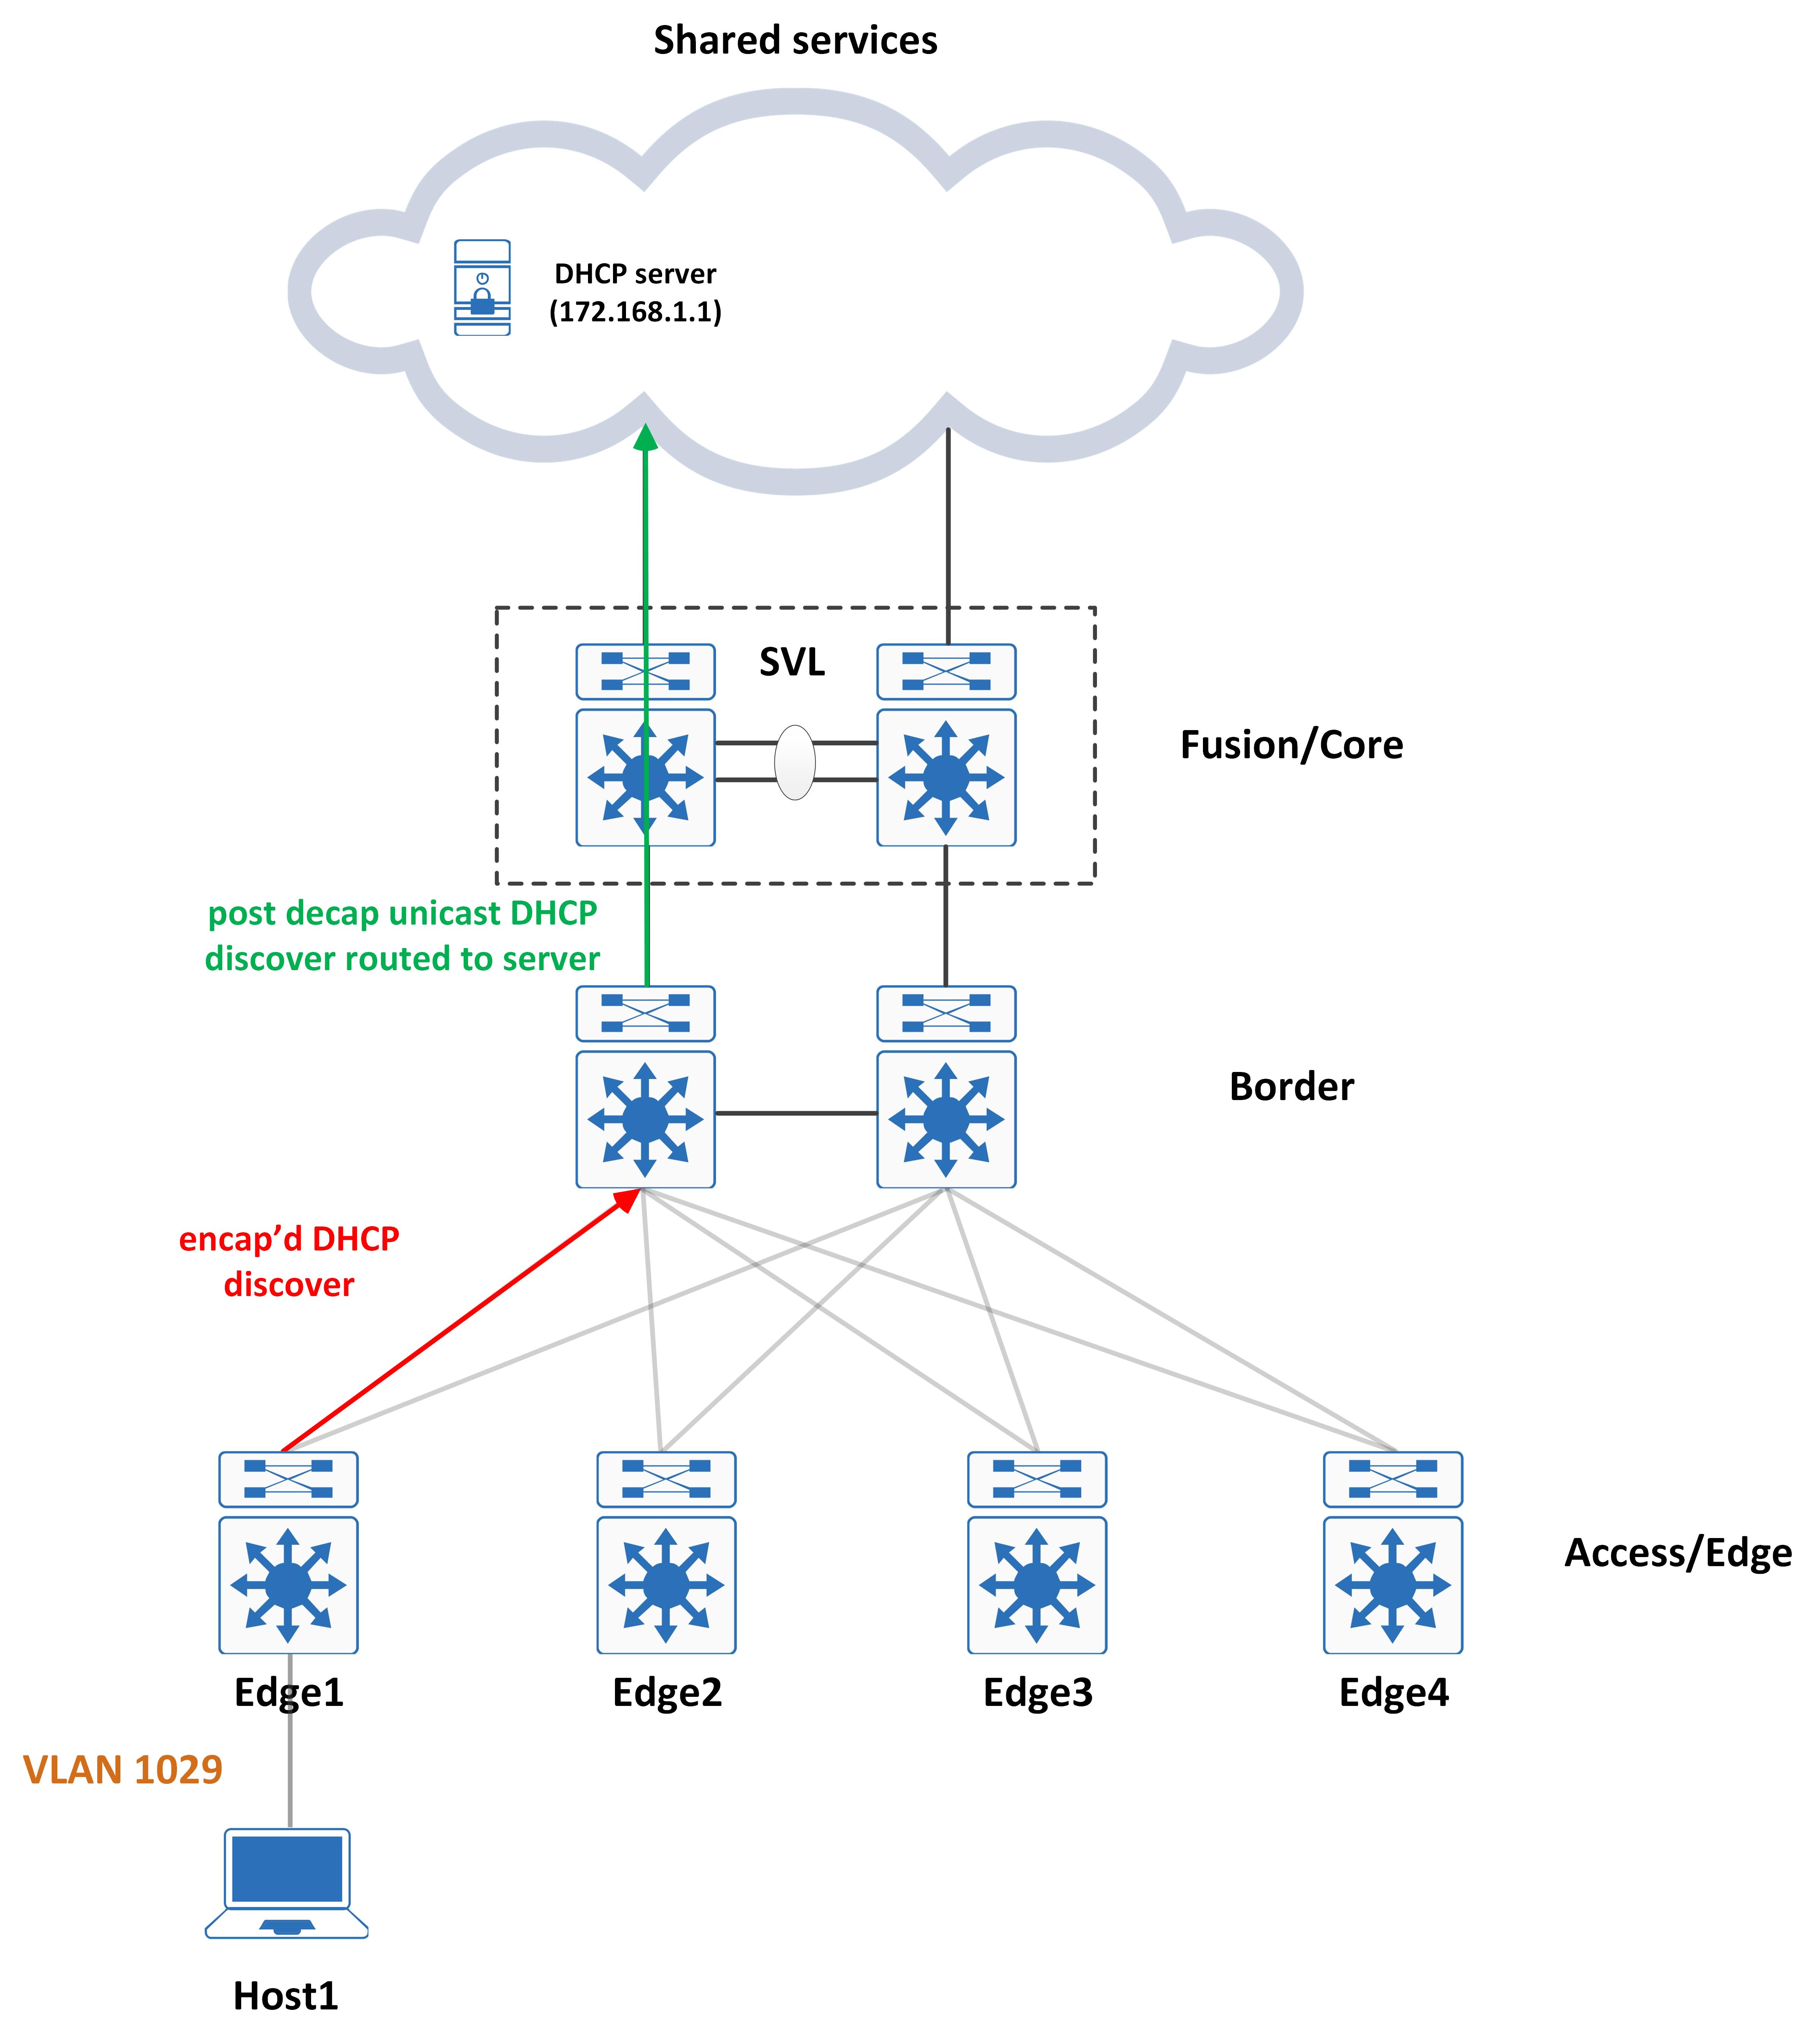 Shared services
DHCP server
(172.168.1.1)
SVL
Fusion/Core
post decap unicast DHCP
discover routed to server
Border
encap’d DHCP
discover
Access/Edge
Edge1
Edge2
Edge3
Edge4
VLAN 1029
Host1